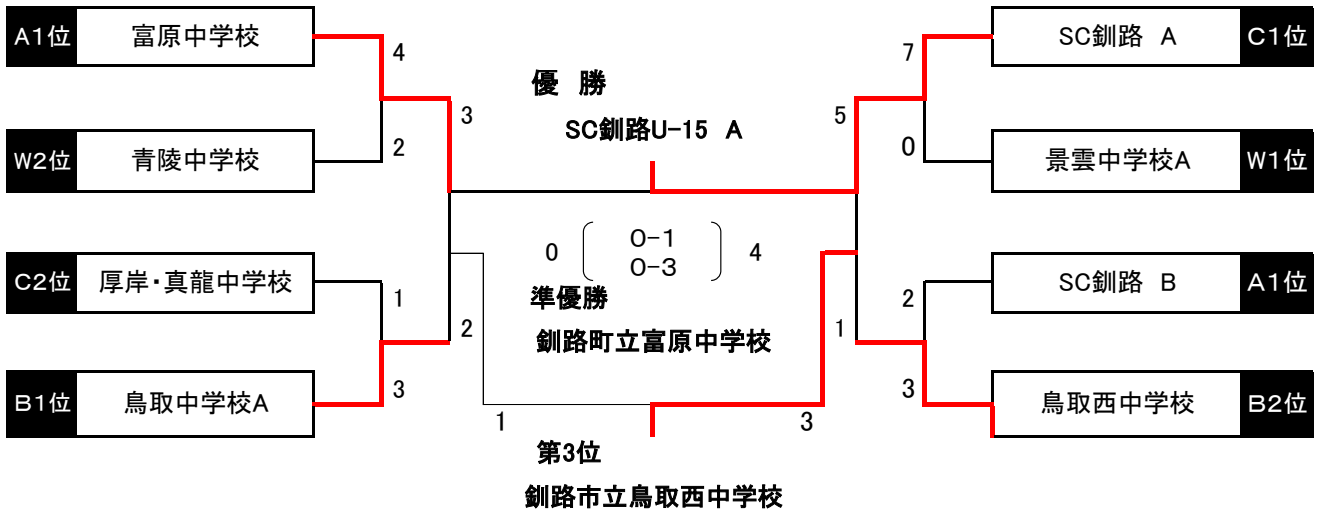 A1位 富原中学校
4
2
W2位 青陵中学校
3
C2位 厚岸・真龍中学校
1
3
B1位 鳥取中学校A
2
優 勝
SC釧路U-15 A
0 0-1 4
0-3
準優勝
釧路町立富原中学校
1 3
第3位
釧路市立鳥取西中学校
5
1
7
SC釧路 A C1位
0
景雲中学校A W1位
2
SC釧路 B A1位
3
鳥取西中学校 B2位